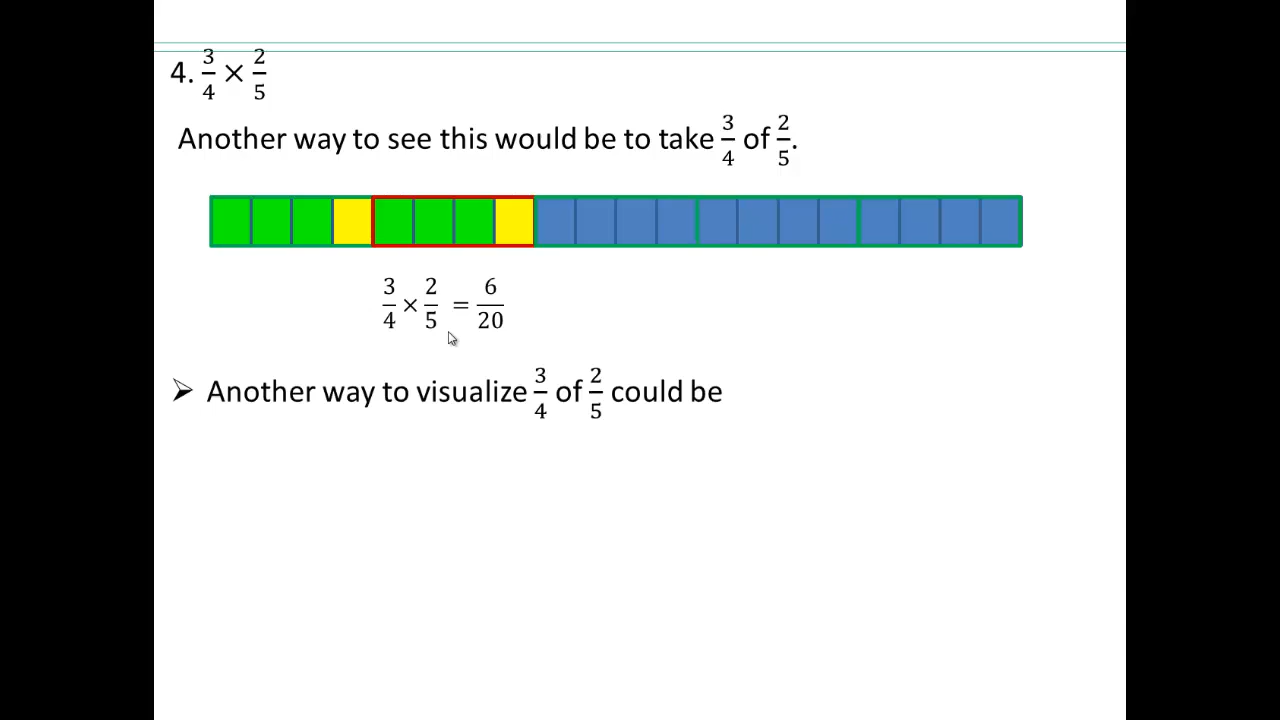 4. 3/4 × 2/5
Another way to see this would be to take 3/4 of 2/5.
3/4 × 2/5 = 6/20
➢ Another way to visualize 3/4 of 2/5 could be